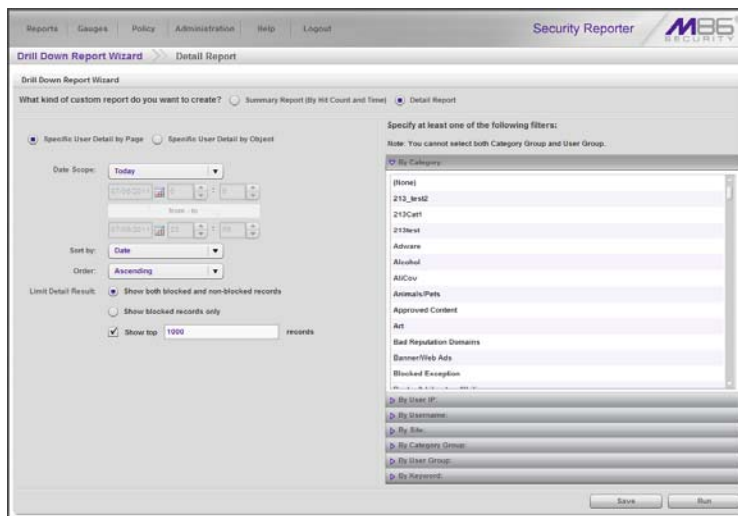 Reports Gauges Policy Administration Help Logout
Security Reporter
M86
SECURITY
Drill Down Report Wizard Detail Report
Drill Down Report Wizard
What kind of custom report do you want to create? Summary Report (By Hit Count and Time) Detail Report
Specific User Detail by Page Specific User Detail by Object
Date Scope: Today
from - to
Sort by: Date
Order: Ascending
Limit Detail Result: Show both blocked and non-blocked records
Show blocked records only
Show top 1000 records
Specify at least one of the following filters:
Note: You cannot select both Category Group and User Group.
By Category:
(None)
213_test2
213Cat1
213test
Adware
Alcohol
AliCov
Animals/Pets
Approved Content
Art
Bad Reputation Domains
Banner/Web Ads
Blocked Exception
By User IP:
By Username:
By Site:
By Category Group:
By User Group:
By Keyword:
Save Run